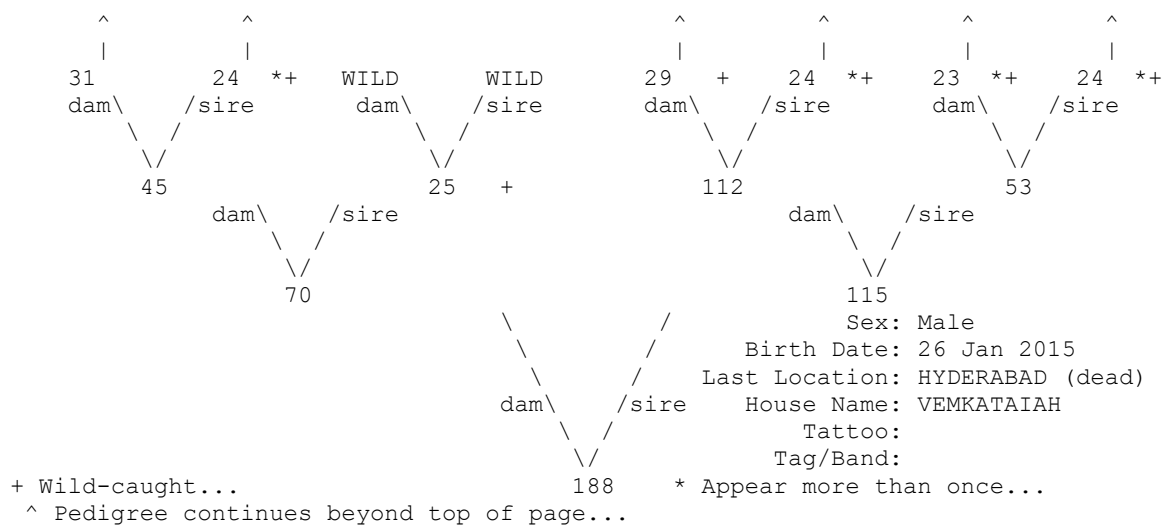 ^ ^ ^ ^ ^ ^
| | | | | |
31 24 *+ WILD WILD 29 + 24 *+ 23 *+ 24 *+
dam\ /sire dam\ /sire dam\ /sire dam\ /sire
\ / \ / \ / \ /
\/ \/ \/ \/
45 25 + 112 53
dam\ /sire dam\ /sire
\ / \ /
\/ \/
70 115
\ / Sex: Male
\ / Birth Date: 26 Jan 2015
\ / Last Location: HYDERABAD (dead)
dam\ /sire House Name: VEMKATAIAH
\ / Tattoo:
\/ Tag/Band:
+ Wild-caught... 188 * Appear more than once...
^ Pedigree continues beyond top of page...